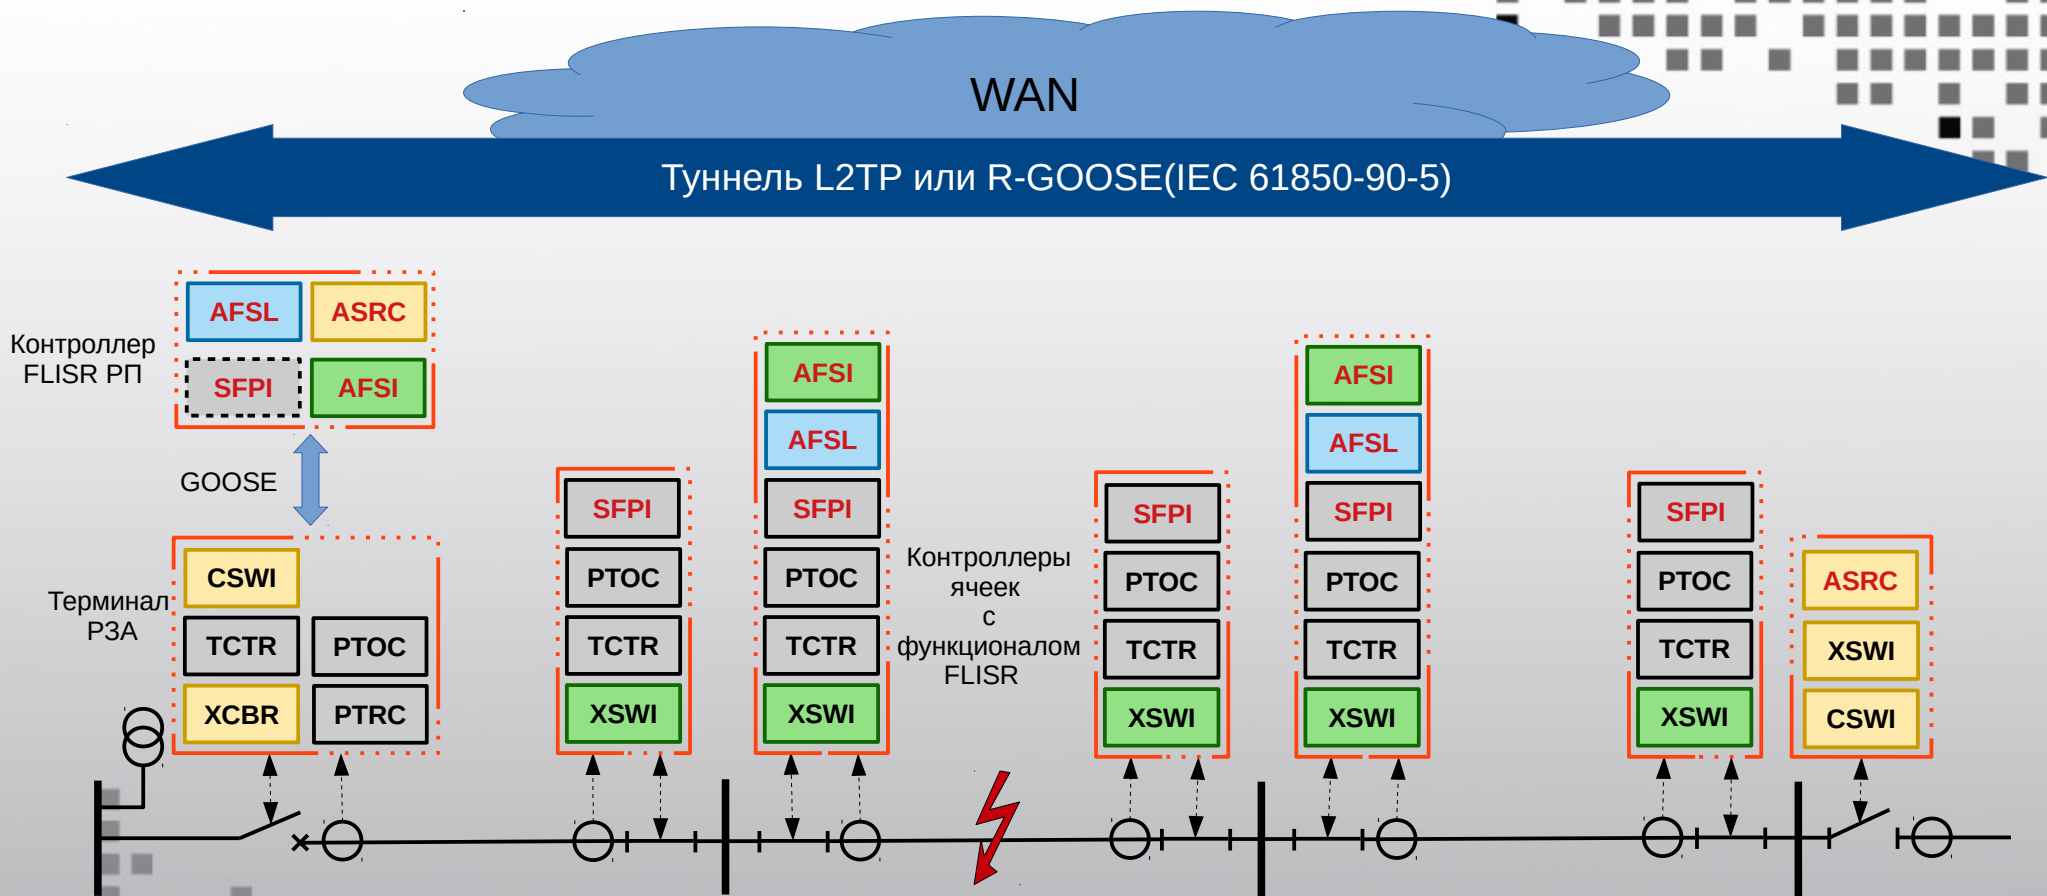 WAN
Туннель L2TP или R-GOOSE(IEC 61850-90-5)
AFSL ASRC
Контроллер
FLISR РП
SFPI AFSI
GOOSE
CSWI
Терминал
РЗА
TCTR PTOC
XCBR PTRC
SFPI
PTOC
TCTR
XSWI
AFSI
AFSL
SFPI
PTOC
TCTR
XSWI
Контроллеры
ячеек
с
функционалом
FLISR
SFPI
PTOC
TCTR
XSWI
AFSI
AFSL
SFPI
PTOC
TCTR
XSWI
SFPI
PTOC
TCTR
XSWI
ASRC
XSWI
CSWI